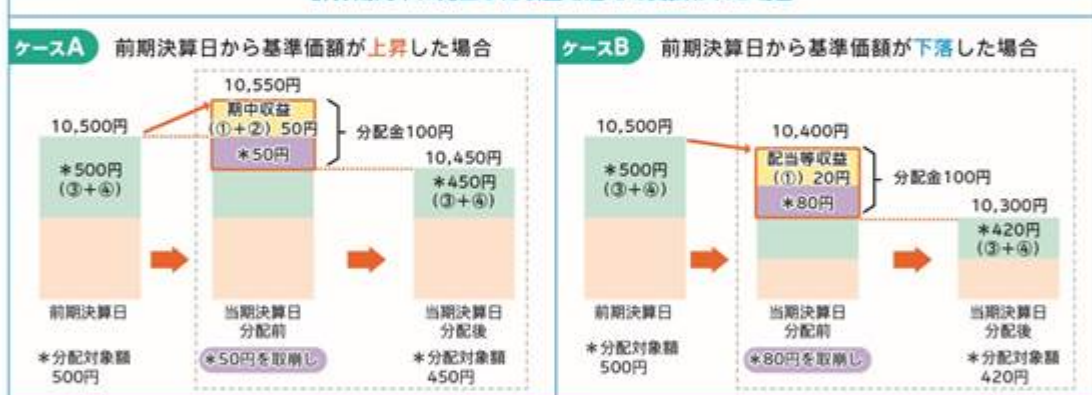 ケースA 前期決算日から基準価額が上昇した場合
10,550円
期中収益
(①+②) 50円
*50円
分配金100円
10,500円
*500円
(③+④)
10,450円
*450円
(③+④)
前期決算日
当期決算日
分配前
当期決算日
分配後
*分配対象額
500円
*50円を取崩し
*分配対象額
450円
ケースB 前期決算日から基準価額が下落した場合
10,500円
*500円
(③+④)
10,400円
配当等収益
(①) 20円
*80円
分配金100円
10,300円
*420円
(③+④)
前期決算日
当期決算日
分配前
当期決算日
分配後
*分配対象額
500円
*80円を取崩し
*分配対象額
420円